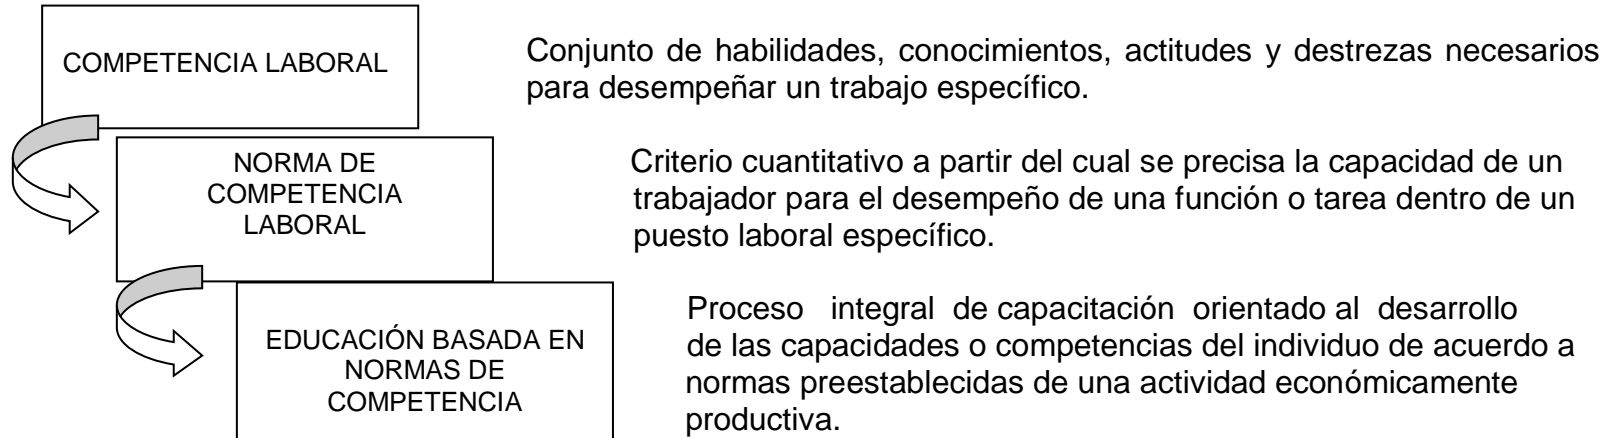 COMPETENCIA LABORAL
Conjunto de habilidades, conocimientos, actitudes y destrezas necesarios
para desempeñar un trabajo específico.
NORMA DE
COMPETENCIA
LABORAL
Criterio cuantitativo a partir del cual se precisa la capacidad de un
trabajador para el desempeño de una función o tarea dentro de un
puesto laboral específico.
EDUCACIÓN BASADA EN
NORMAS DE
COMPETENCIA
Proceso integral de capacitación orientado al desarrollo
de las capacidades o competencias del individuo de acuerdo a
normas preestablecidas de una actividad económicamente
productiva.